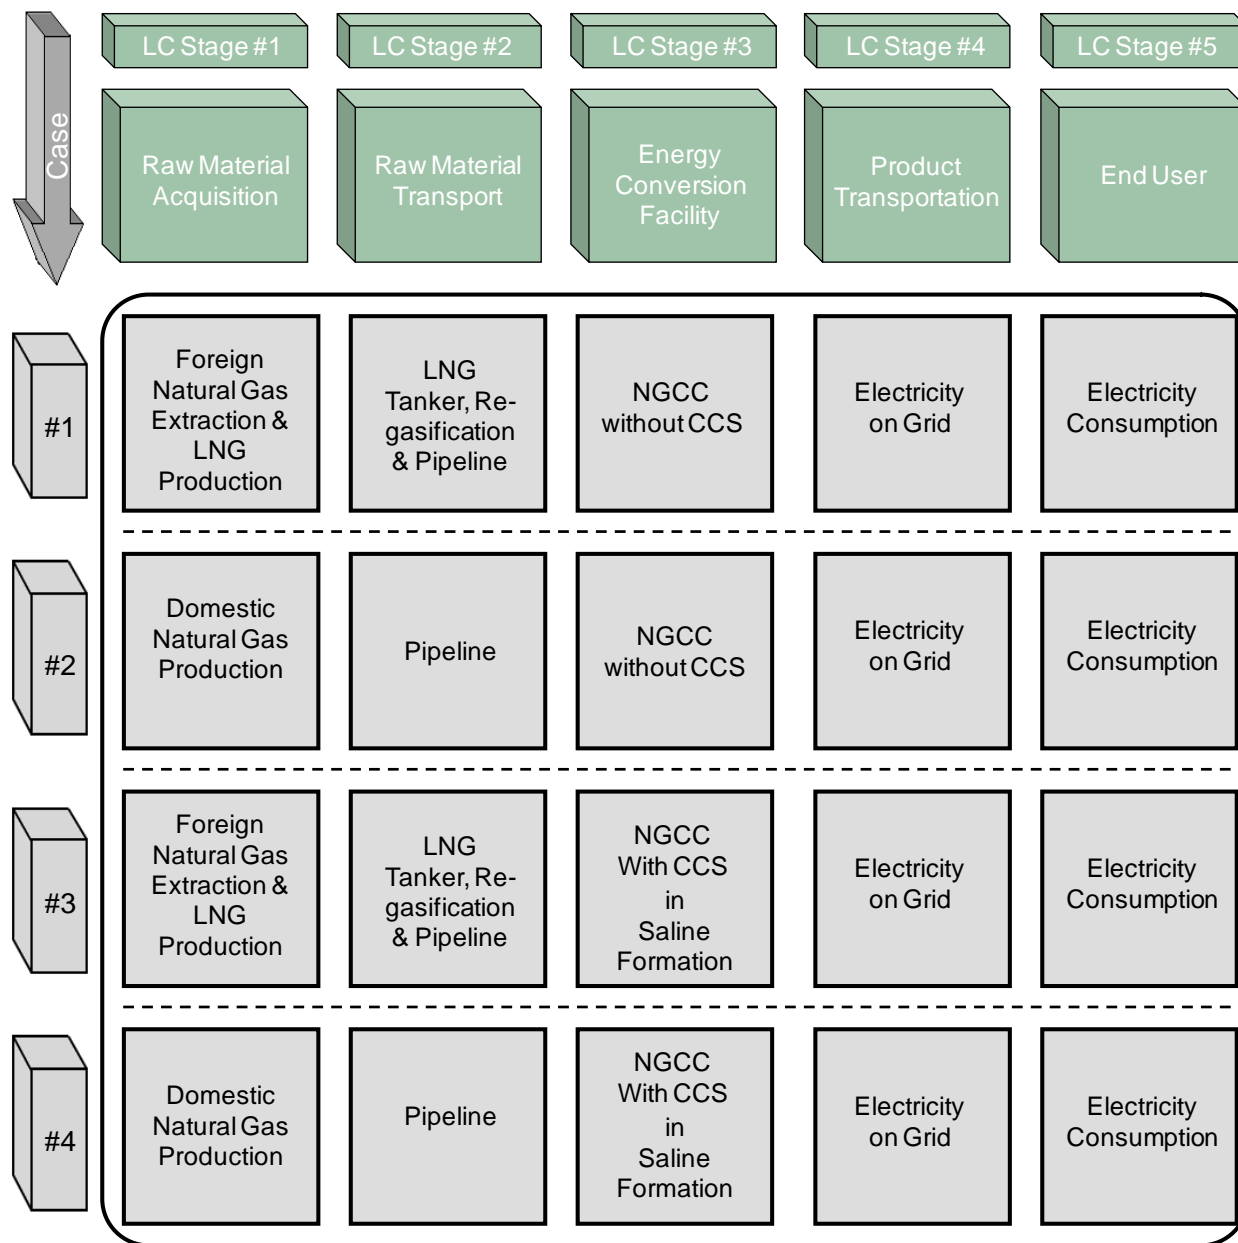 Case
LC Stage #1
LC Stage #2
LC Stage #3
LC Stage #4
LC Stage #5
Raw Material
Acquisition
Raw Material
Transport
Energy
Conversion
Facility
Product
Transportation
End User
#1
Foreign
Natural Gas
Extraction &
LNG
Production
LNG
Tanker, Re-
gasification
& Pipeline
NGCC
without CCS
Electricity
on Grid
Electricity
Consumption
#2
Domestic
Natural Gas
Production
Pipeline
NGCC
without CCS
Electricity
on Grid
Electricity
Consumption
#3
Foreign
Natural Gas
Extraction &
LNG
Production
LNG
Tanker, Re-
gasification
& Pipeline
NGCC
With CCS
in
Saline
Formation
Electricity
on Grid
Electricity
Consumption
#4
Domestic
Natural Gas
Production
Pipeline
NGCC
With CCS
in
Saline
Formation
Electricity
on Grid
Electricity
Consumption